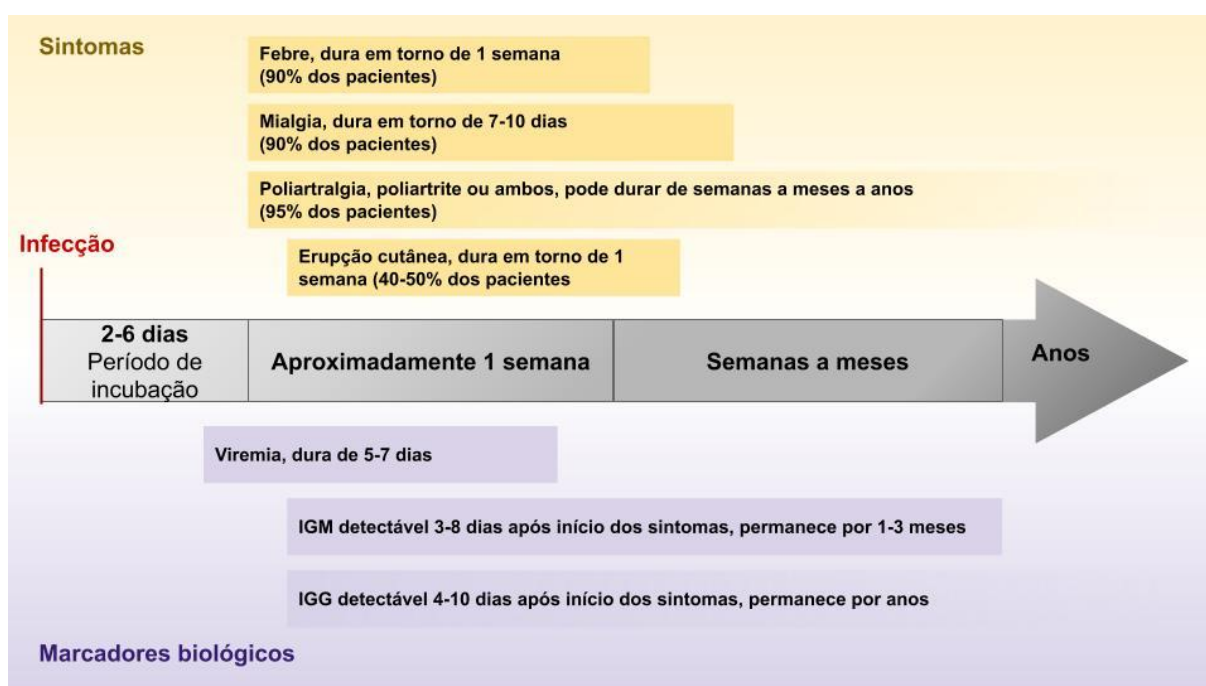 Sintomas
Febre, dura em torno de 1 semana
(90% dos pacientes)
Mialgia, dura em torno de 7-10 dias
(90% dos pacientes)
Poliartralgia, poliartrite ou ambos, pode durar de semanas a meses a anos
(95% dos pacientes)
Infecção
Erupção cutânea, dura em torno de 1
semana (40-50% dos pacientes
2-6 dias
Período de
incubação
Aproximadamente 1 semana
Semanas a meses
Anos
Viremia, dura de 5-7 dias
IGM detectável 3-8 dias após início dos sintomas, permanece por 1-3 meses
IGG detectável 4-10 dias após início dos sintomas, permanece por anos
Marcadores biológicos